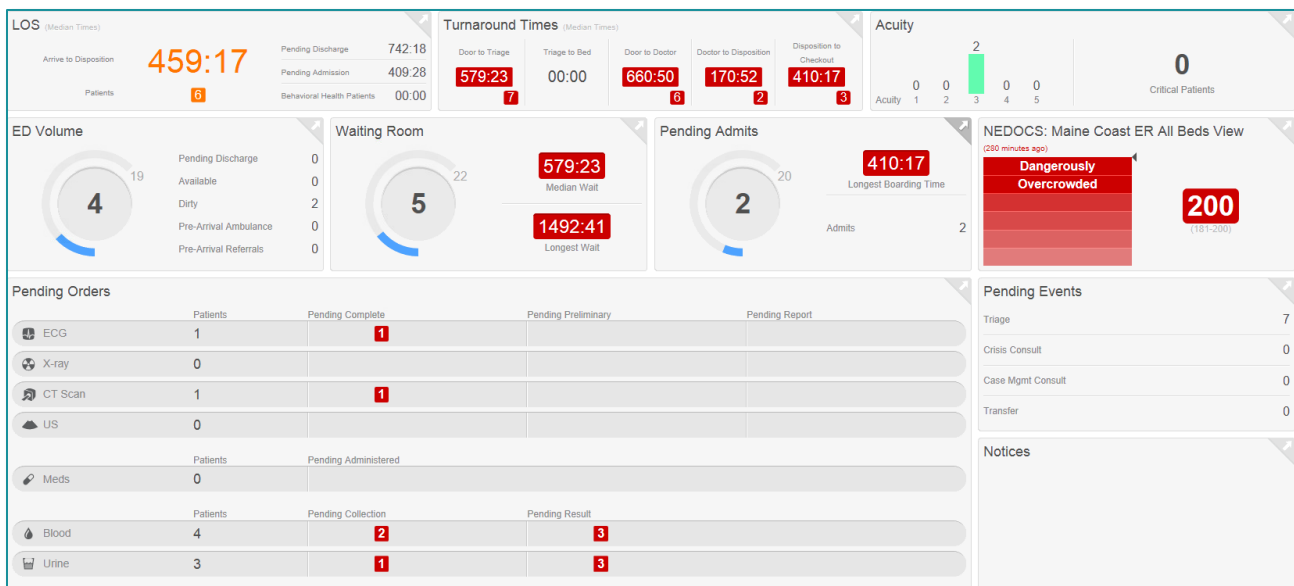 LOS (Median Times)
Arrive to Disposition 459:17
Patients 6
Pending Discharge 742:18
Pending Admission 409:28
Behavioral Health Patients 00:00
Turnaround Times (Median Times)
Door to Triage Triage to Bed Door to Doctor Doctor to Disposition Disposition to
Checkout
579:23 00:00 660:50 170:52 410:17
7 6 2 3
Acuity
2
0 0 0 0
Acuity 1 2 3 4 5
0
Critical Patients
ED Volume
19
4
Pending Discharge 0
Available 0
Dirty 2
Pre-Arrival Ambulance 0
Pre-Arrival Referrals 0
Waiting Room
22
5
579:23
Median Wait
1492:41
Longest Wait
Pending Admits
20
2
410:17
Longest Boarding Time
Admits 2
NEDOCS: Maine Coast ER All Beds View
(280 minutes ago)
Dangerously
Overcrowded
200
(181-200)
Pending Orders
Patients Pending Complete Pending Preliminary Pending Report
ECG 1 1
X-ray 0
CT Scan 1 1
US 0
Patients Pending Administered
Meds 0
Patients Pending Collection Pending Result
Blood 4 2 3
Urine 3 1 3
Pending Events
Triage 7
Crisis Consult 0
Case Mgmt Consult 0
Transfer 0
Notices